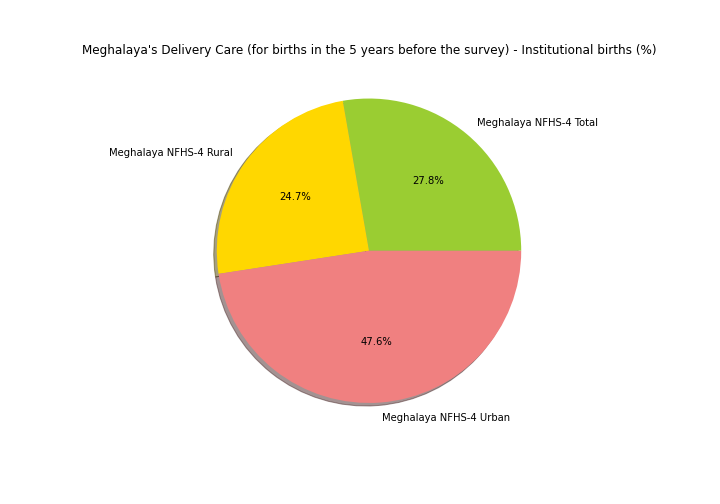 Meghalaya's Delivery Care (for births in the 5 years before the survey) - Institutional births (%)
Meghalaya NFHS-4 Total
Meghalaya NFHS-4 Rural
27.8%
24.7%
47.6%
Meghalaya NFHS-4 Urban